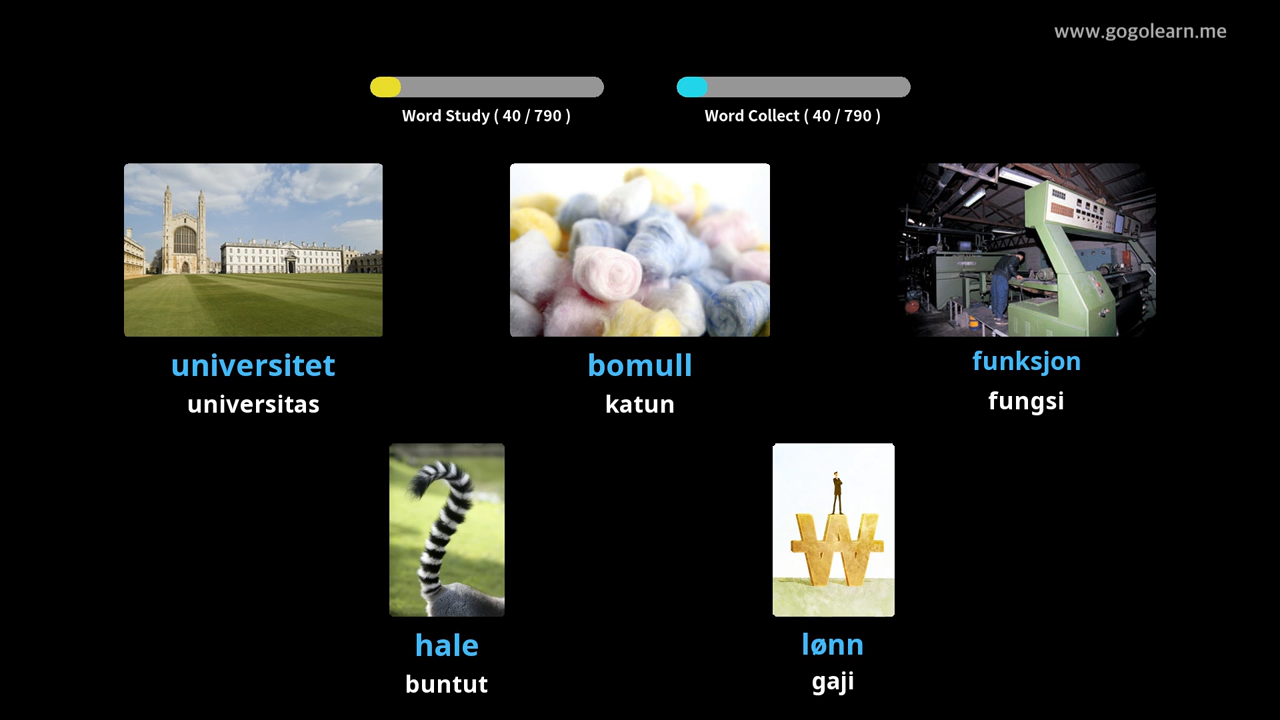 www.gogolearn.me
Word Study ( 40 / 790 )
Word Collect ( 40 / 790 )
universitet
universitas
bomull
katun
funksjon
fungsi
hale
buntut
lønn
gaji